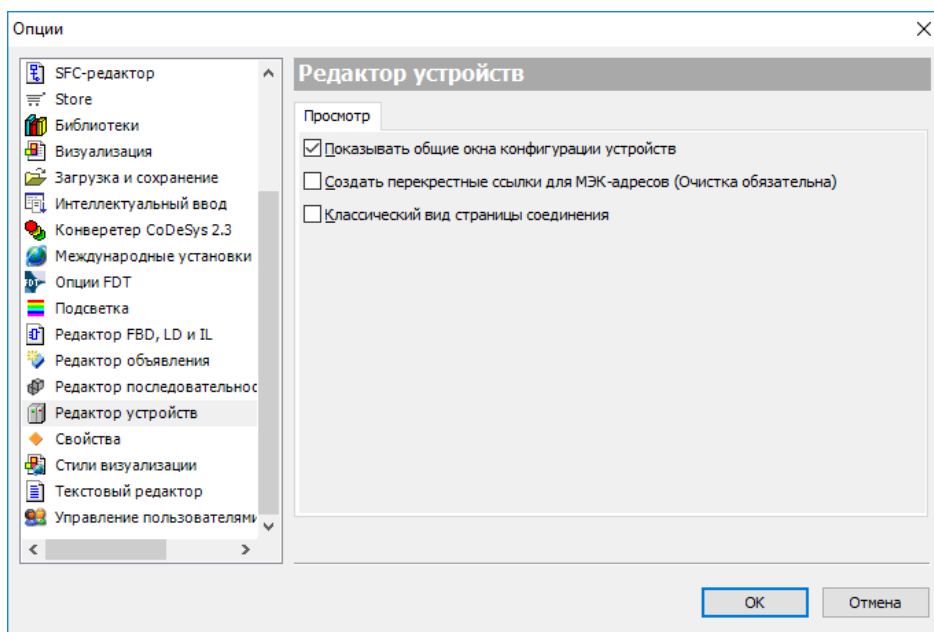 Опции
SFC-редактор
Store
Библиотеки
Визуализация
Загрузка и сохранение
Интеллектуальный ввод
Конверетер CoDeSys 2.3
Международные установки
Опции FDT
Подсветка
Редактор FBD, LD и IL
Редактор объявления
Редактор последовательнос
Редактор устройств
Свойства
Стили визуализации
Текстовый редактор
Управление пользователями
Редактор устройств
Просмотр
Показывать общие окна конфигурации устройств
Создать перекрестные ссылки для МЭК-адресов (Очистка обязательна)
Классический вид страницы соединения
OK
Отмена